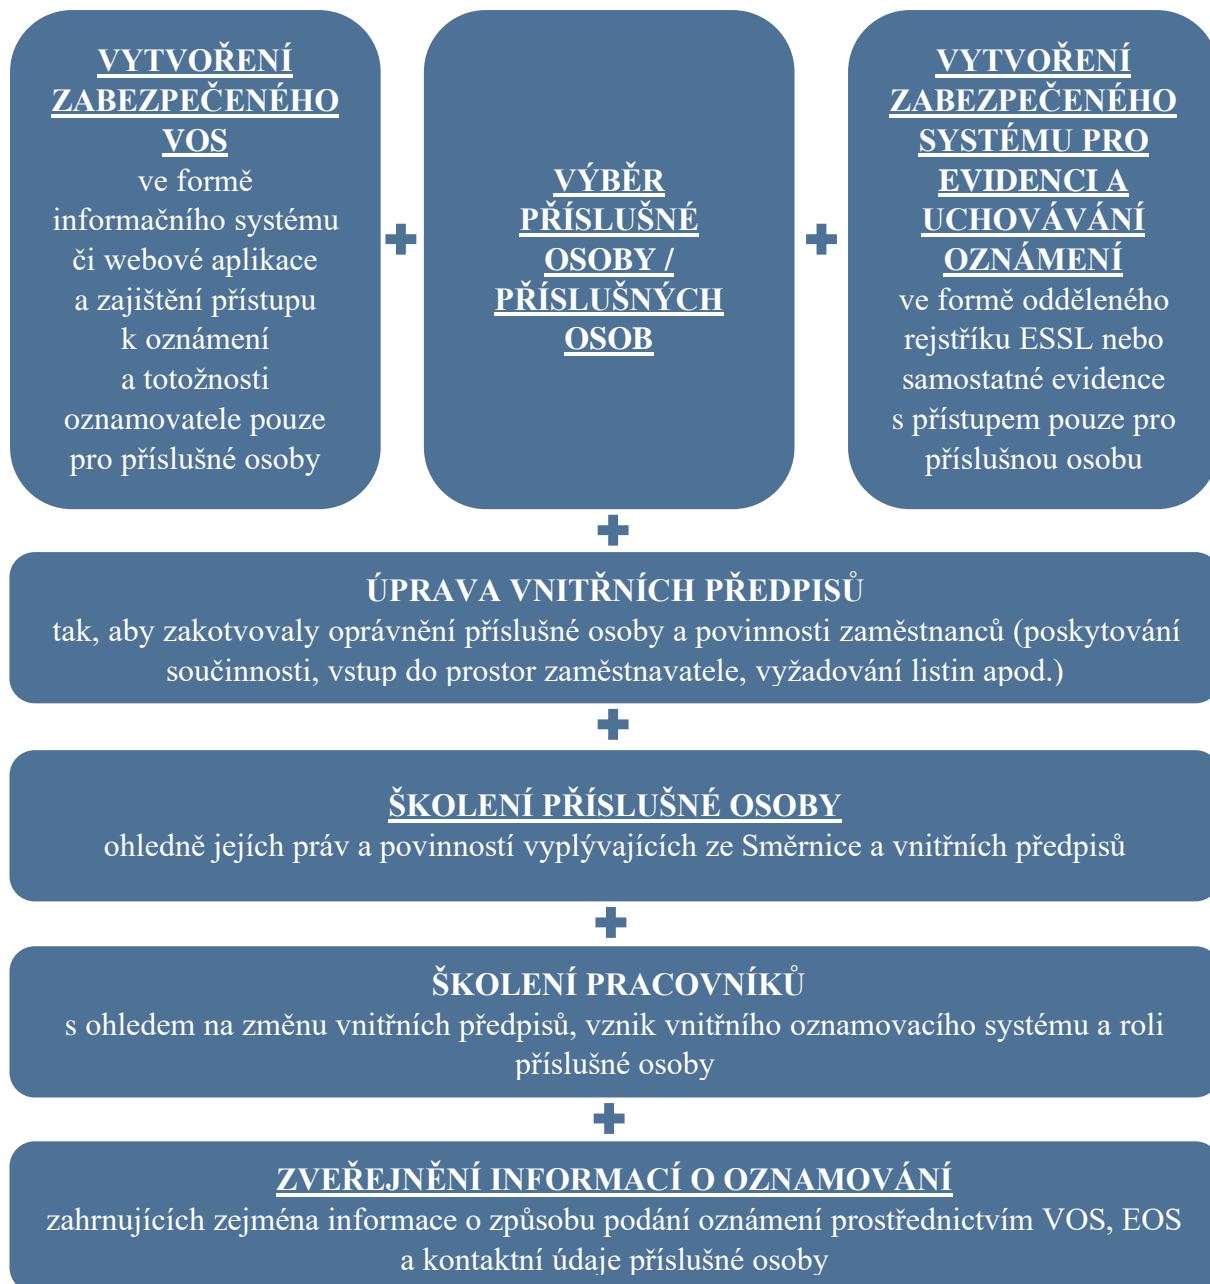 VYTVOŘENÍ
ZABEZPEČENÉHO
VOS
ve formě
informačního systému
či webové aplikace
a zajištění přístupu
k oznámení
a totožnosti
oznamovatele pouze
pro příslušné osoby
VÝBĚR
PŘÍSLUŠNÉ
OSOBY /
PŘÍSLUŠNÝCH
OSOB
VYTVOŘENÍ
ZABEZPEČENÉHO
SYSTÉMU PRO
EVIDENCI A
UCHOVÁVÁNÍ
OZNÁMENÍ
ve formě odděleného
rejstříku ESSL nebo
samostatné evidence
s přístupem pouze pro
příslušnou osobu
ÚPRAVA VNITŘNÍCH PŘEDPISŮ
tak, aby zakotvovaly oprávnění příslušné osoby a povinnosti zaměstnanců (poskytování
součinnosti, vstup do prostor zaměstnavatele, vyžadování listin apod.)
ŠKOLENÍ PŘÍSLUŠNÉ OSOBY
ohledně jejích práv a povinností vyplývajících ze Směrnice a vnitřních předpisů
ŠKOLENÍ PRACOVNÍKŮ
s ohledem na změnu vnitřních předpisů, vznik vnitřního oznamovacího systému a roli
příslušné osoby
ZVEŘEJNĚNÍ INFORMACÍ O OZNAMOVÁNÍ
zahrnujících zejména informace o způsobu podání oznámení prostřednictvím VOS, EOS
a kontaktní údaje příslušné osoby